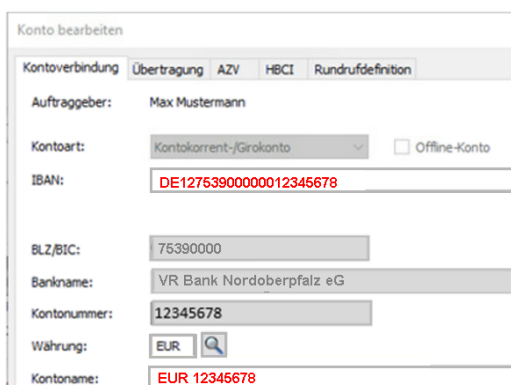 Konto bearbeiten
Kontoverbindung Übertragung AZV HBCI Rundrufdefinition
Auftraggeber: Max Mustermann
Kontoart: Kontokorrent-/Girokonto Offline-Konto
IBAN: DE12753900000012345678
BLZ/BIC: 75390000
Bankname: VR Bank Nordoberpfalz eG
Kontonummer: 12345678
Währung: EUR
Kontoname: EUR 12345678